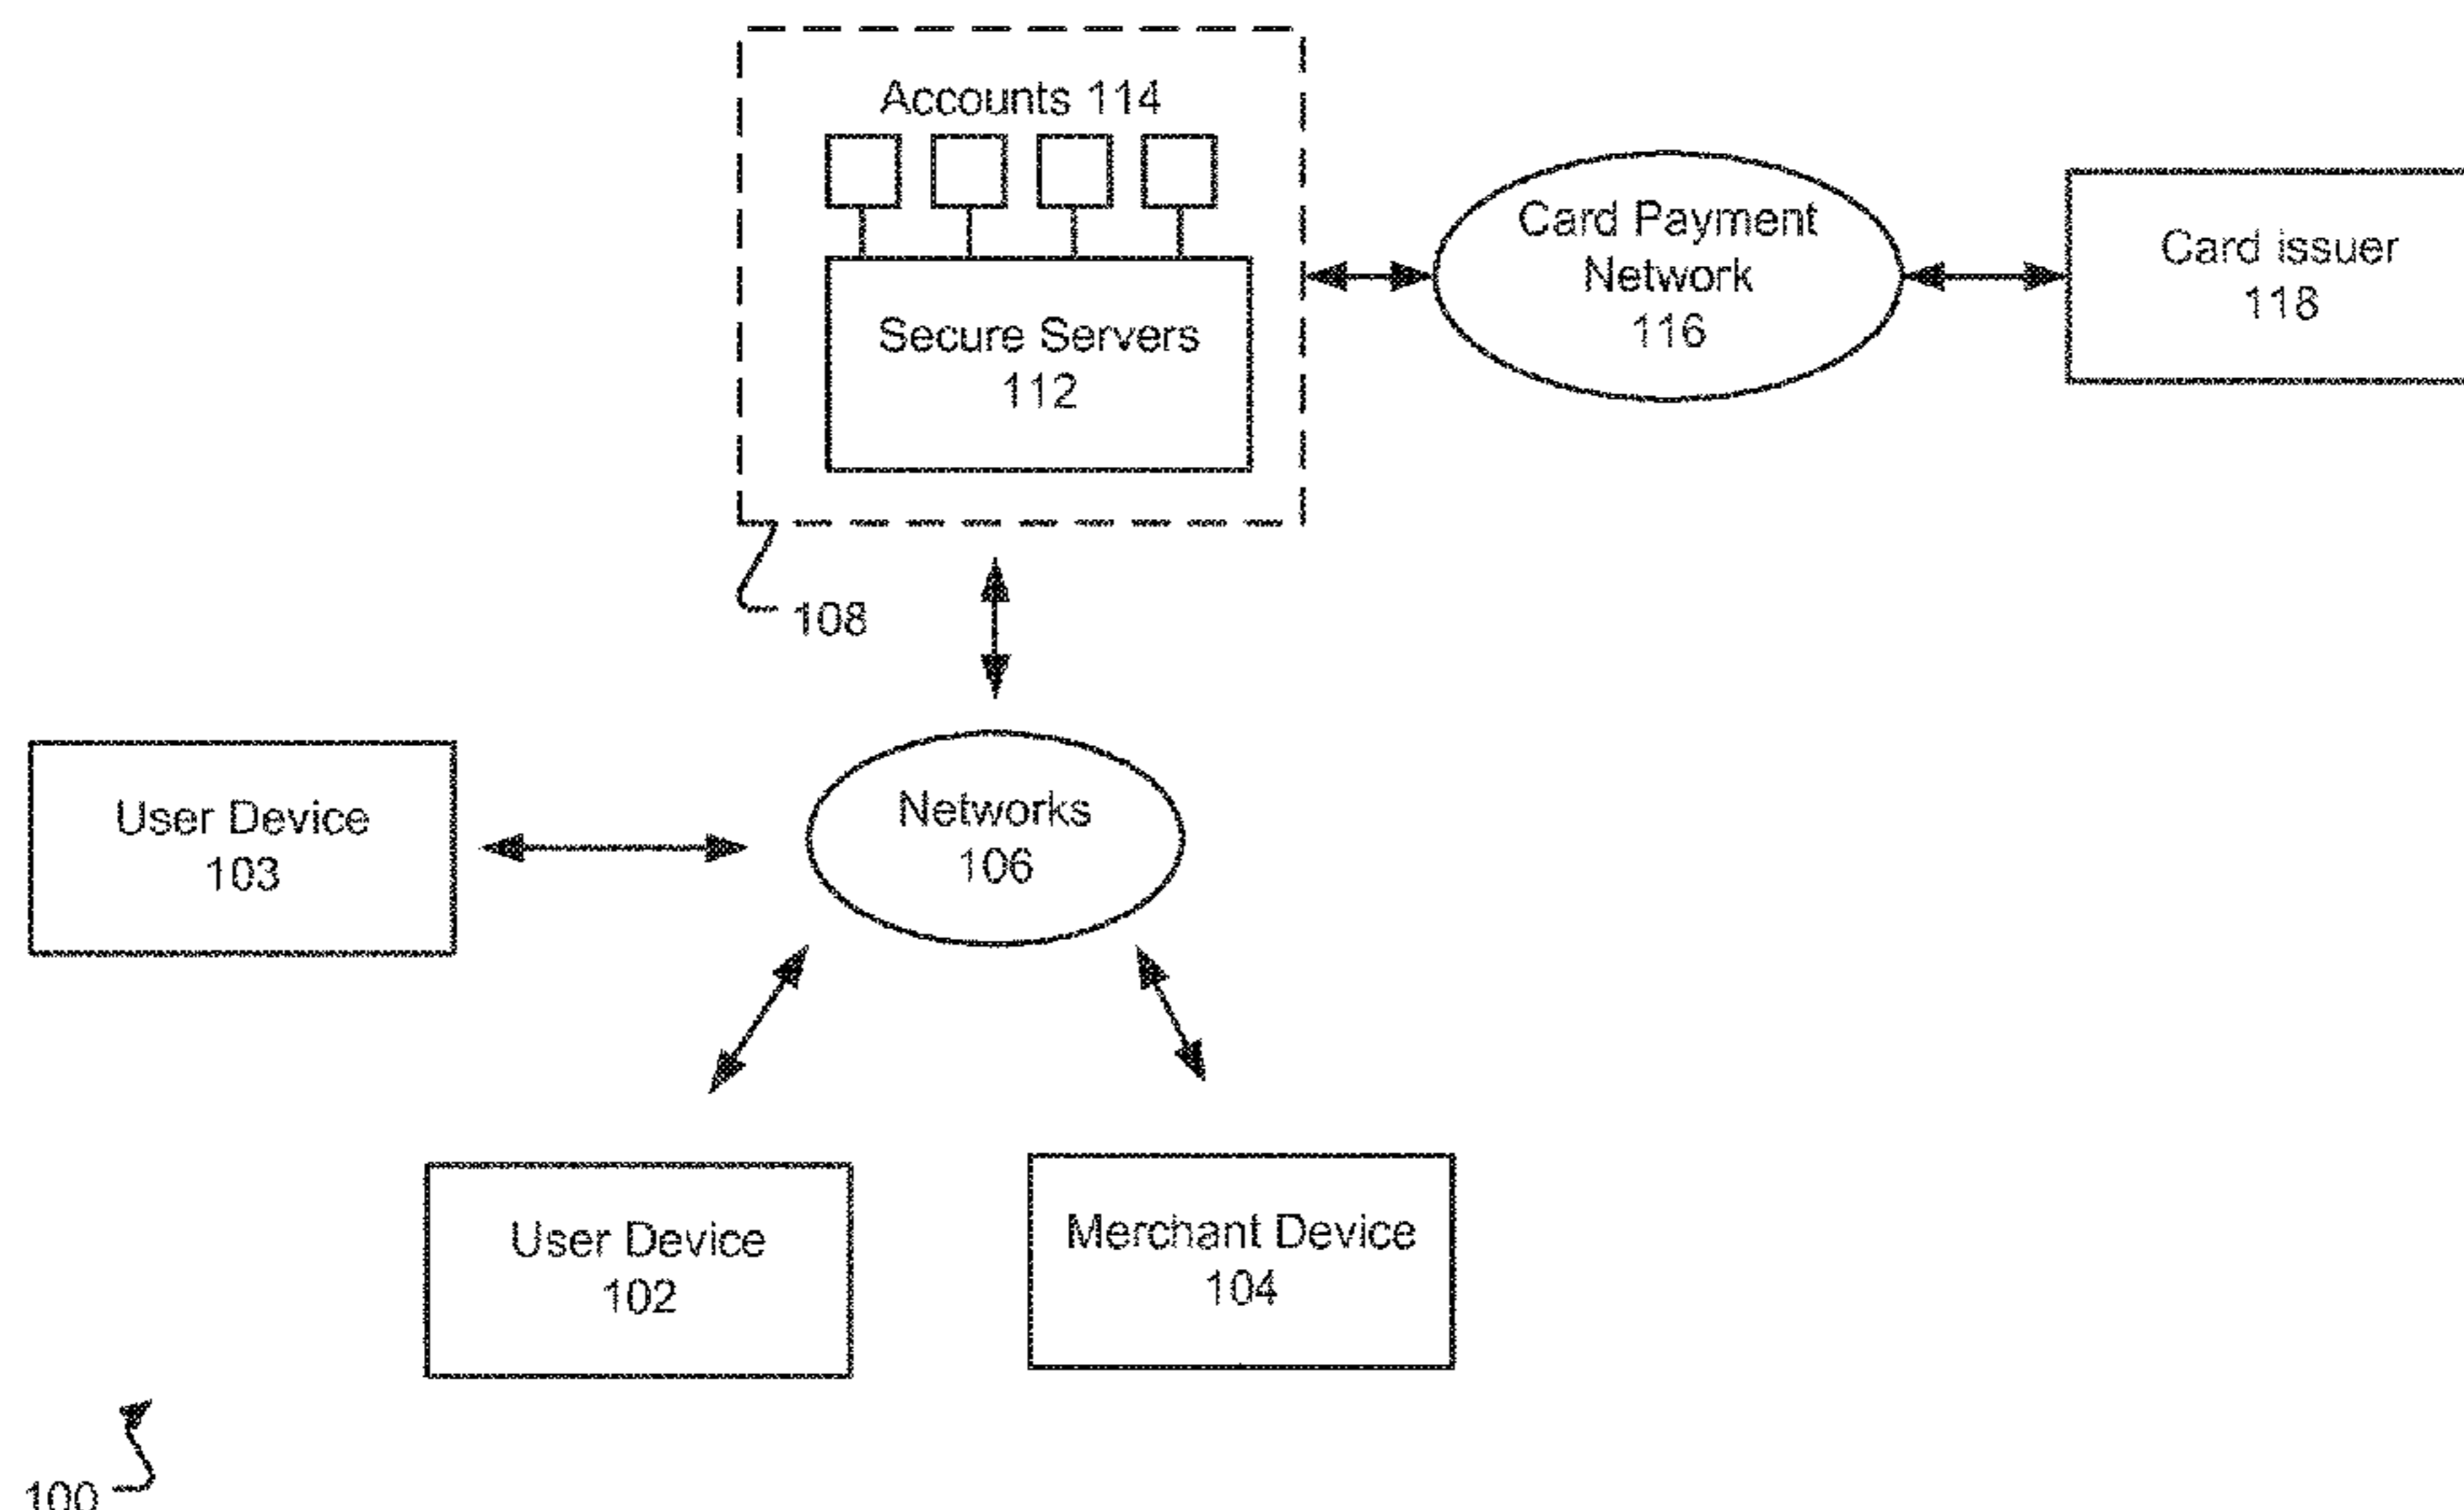 Accounts 114
Secure Servers
112
Card Payment
Network
116
Card issuer
118
108
User Device
103
Networks
106
User Device
102
Merchant Device
104
100